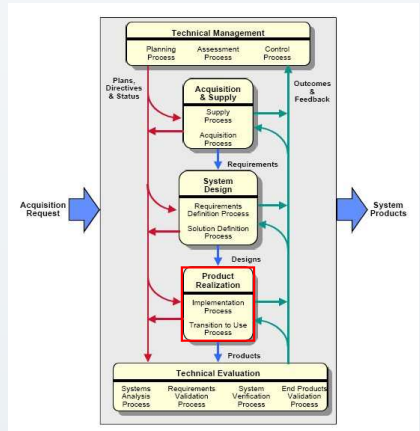 Technical Management
Planning Process
Assessment Process
Control Process
Plans,
Directives
& Status
Outcomes
&
Feedback
Acquisition
& Supply
Supply
Process
Acquisition
Process
Requirements
System
Design
Requirements
Definition Process
Solution Definition
Process
Acquisition
Request
System
Products
Designs
Product
Realization
Implementation
Process
Transition to Use
Process
Products
Technical Evaluation
Systems Analysis Process
Requirements Validation Process
System Verification Process
End Products Validation Process